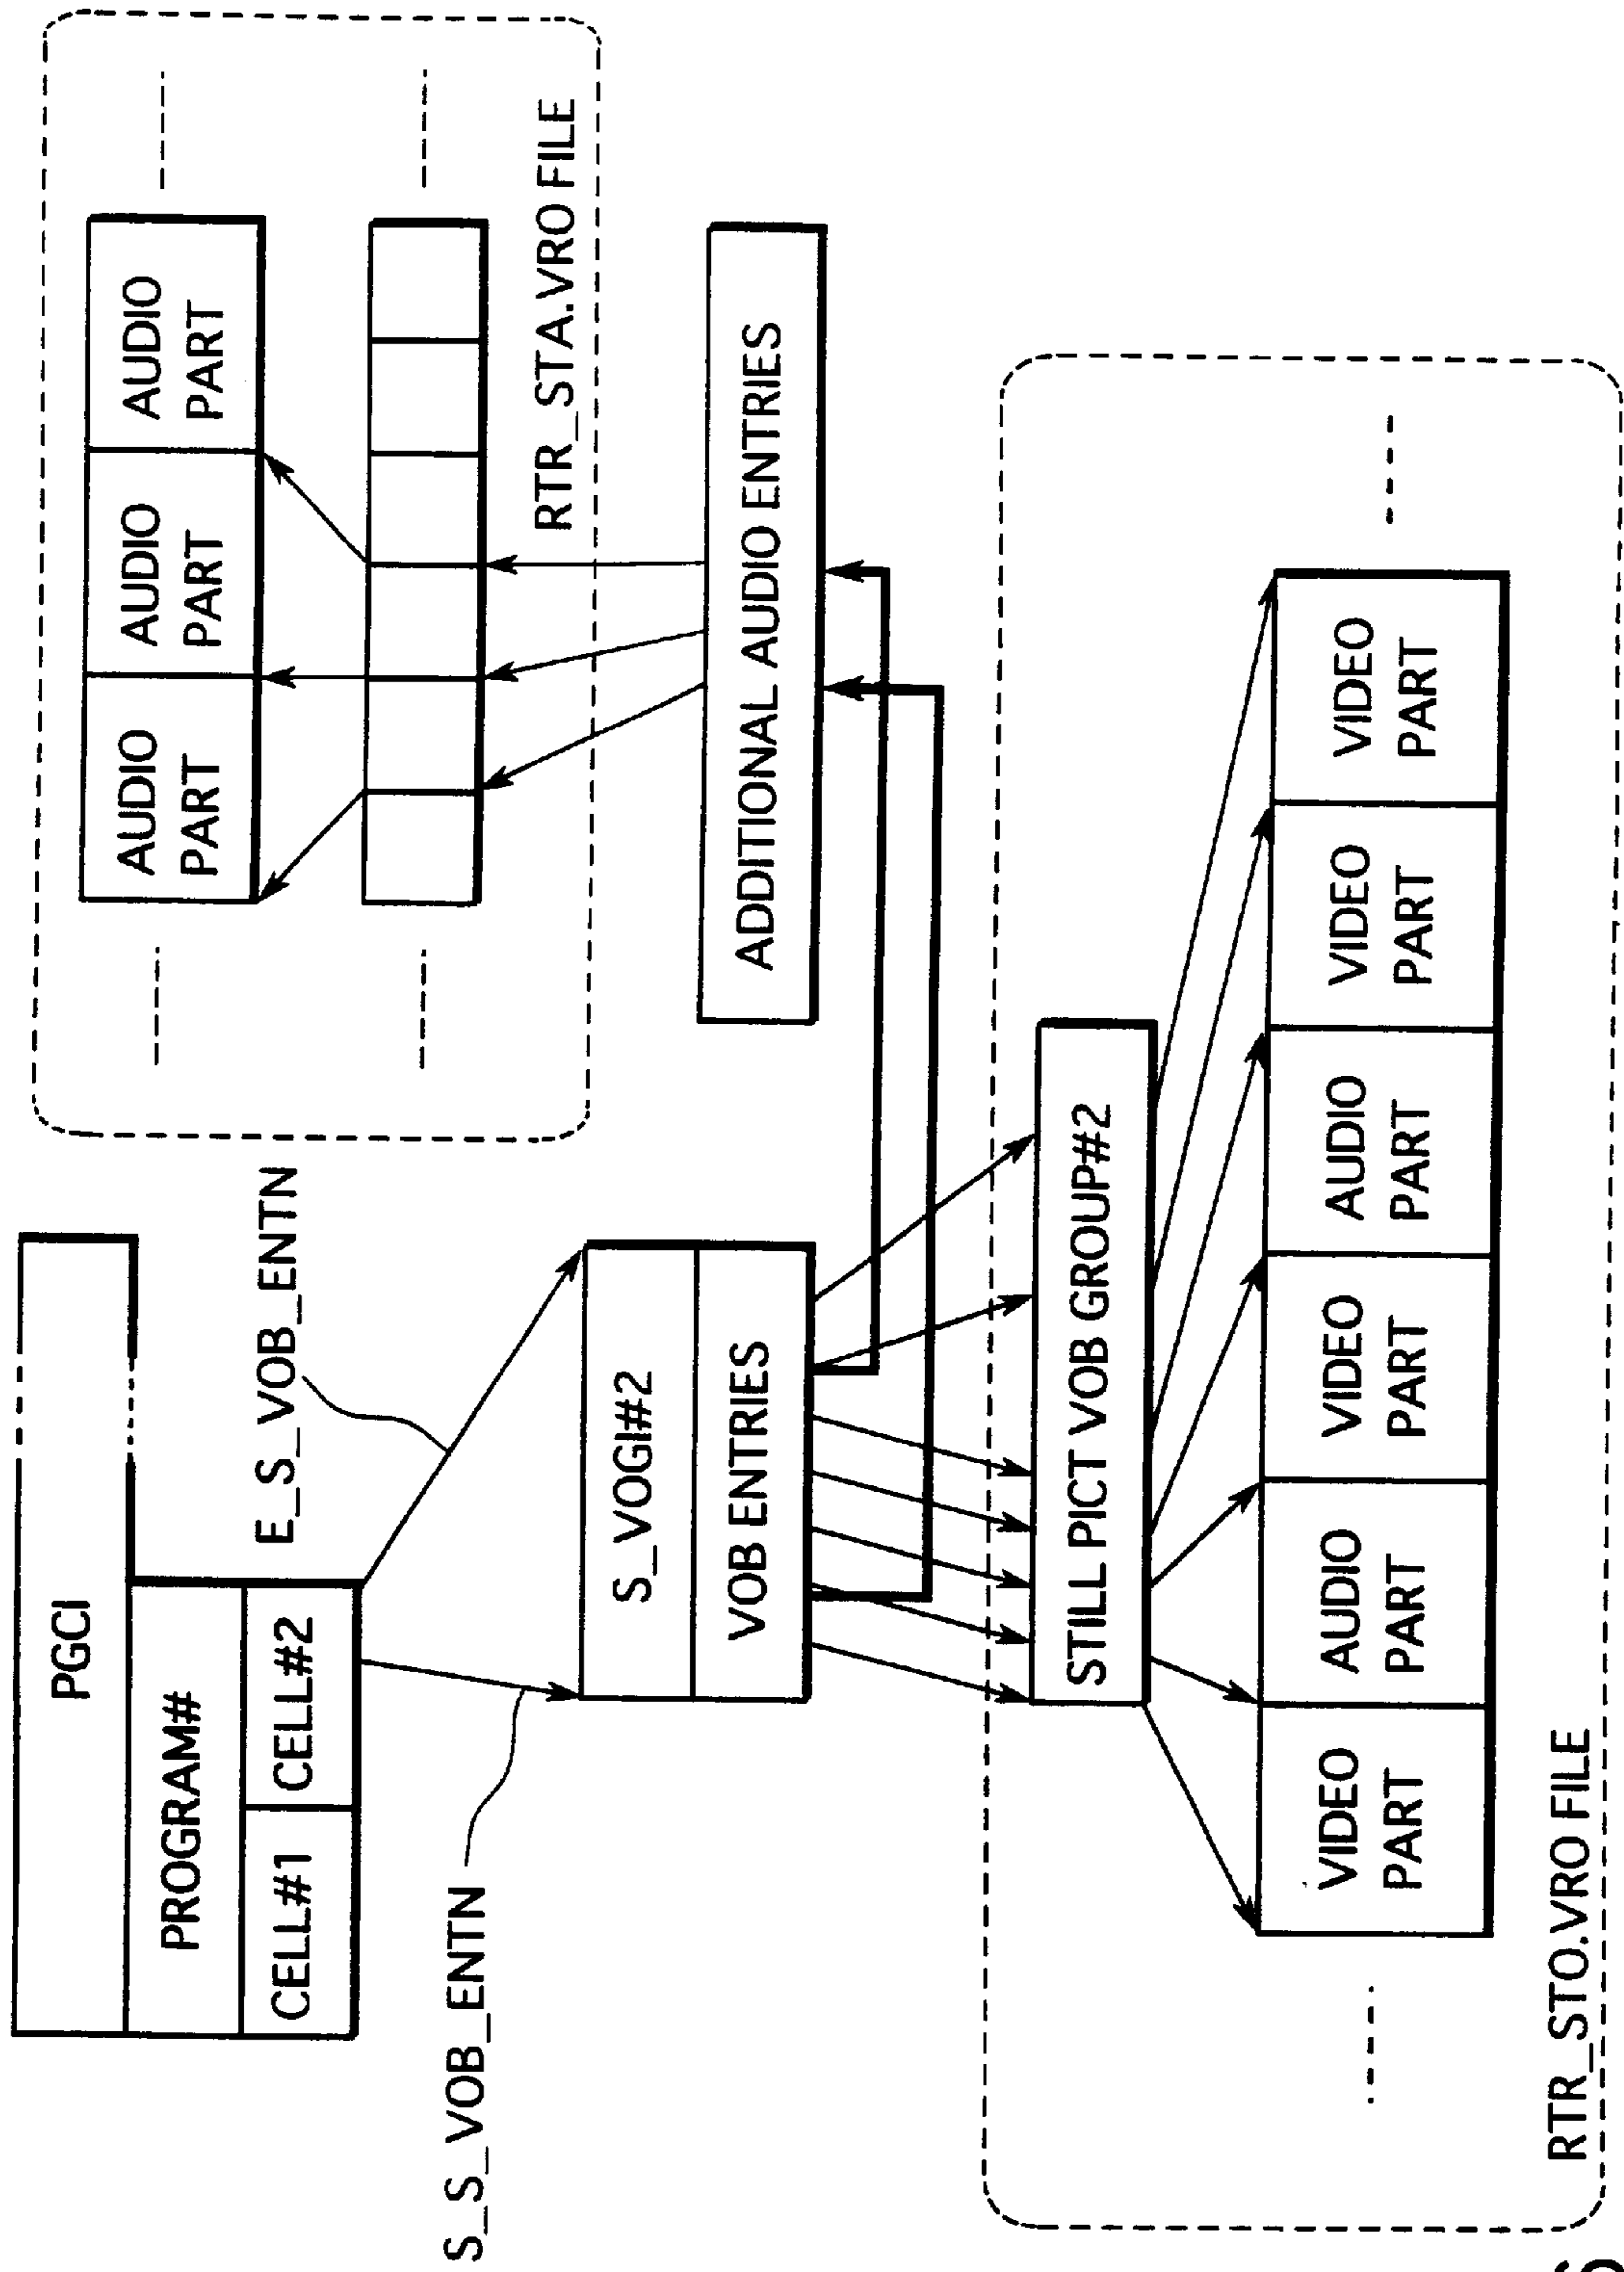 PGCI
PROGRAM#
CELL#1
CELL#2
E_S_VOB_ENTN
S_S_VOB_ENTN
S_VOGI#2
VOB ENTRIES
AUDIO
PART
AUDIO
PART
AUDIO
PART
RTR_STA.VRO FILE
ADDITIONAL AUDIO ENTRIES
STILL PICT VOB GROUP#2
VIDEO
PART
AUDIO
PART
VIDEO
PART
AUDIO
PART
VIDEO
PART
VIDEO
PART
RTR_STO.VRO FILE